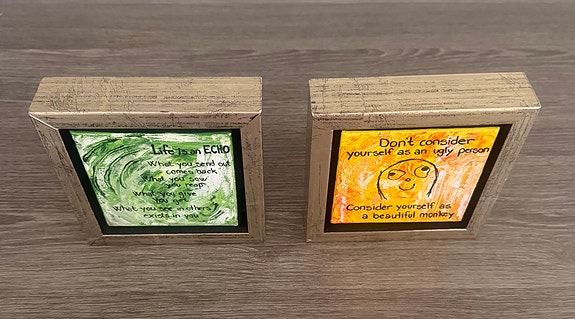 Life is an ECHO
What you send out
comes back
What you sow
you reap
What you give
you get
What you see in others
exists in you
Don't consider
yourself as an ugly person
Consider yourself as
a beautiful monkey